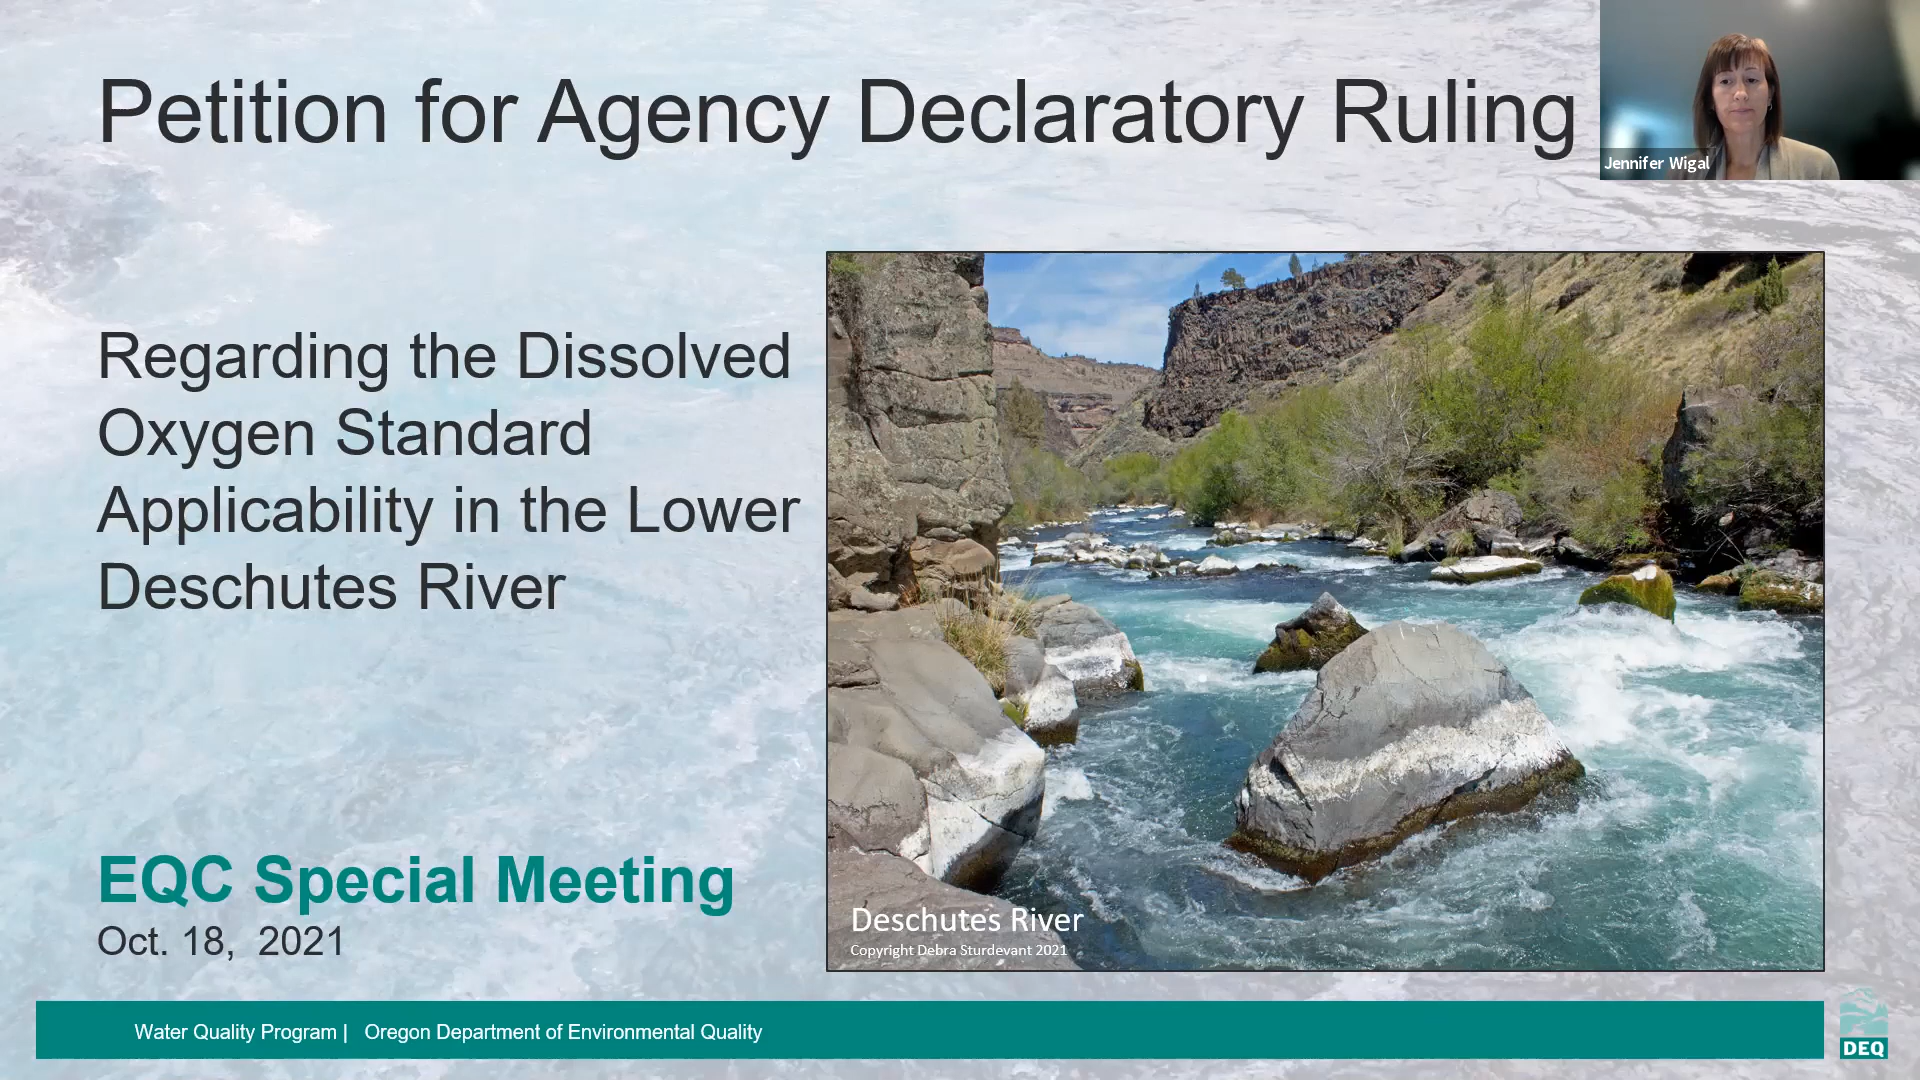 Petition for Agency Declaratory Ruling
Jennifer Wigal
Regarding the Dissolved
Oxygen Standard
Applicability in the Lower
Deschutes River
EQC Special Meeting
Oct. 18, 2021
Deschutes River
Copyright Debra Sturdevant 2021
Water Quality Program | Oregon Department of Environmental Quality
DEQ